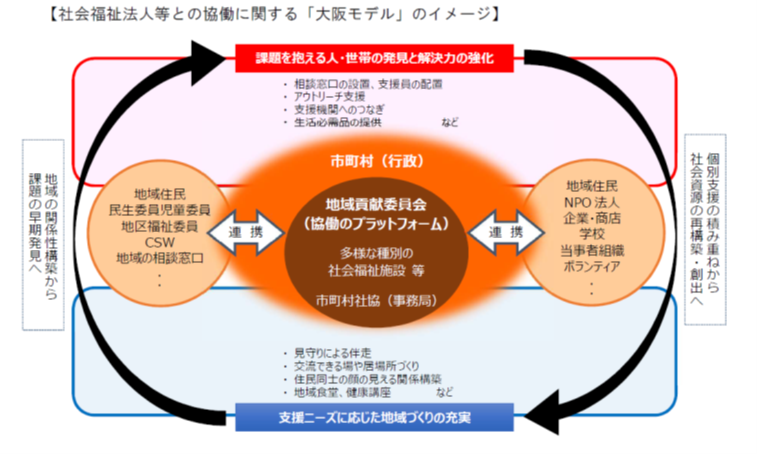 【社会福祉法人等との協働に関する「大阪モデル」のイメージ】
課題を抱える人・世帯の発見と解決力の強化
・ 相談窓口の設置、支援員の配置
・ アウトリーチ支援
・ 支援機関へのつなぎ
・ 生活必需品の提供 など
市町村（行政）
地域の関係性構築から
課題の早期発見へ
地域住民
民生委員児童委員
地区福祉委員
CSW
地域の相談窓口
・
・
連 携
地域貢献委員会
（協働のプラットフォーム）
多様な種別の
社会福祉施設 等
市町村社協（事務局）
連 携
地域住民
NPO 法人
企業・商店
学校
当事者組織
ボランティア
・
・
個別支援の積み重ねから
社会資源の再構築・創出へ
・ 見守りによる伴走
・ 交流できる場や居場所づくり
・ 住民同士の顔の見える関係構築
・ 地域食堂、健康講座 など
支援ニーズに応じた地域づくりの充実